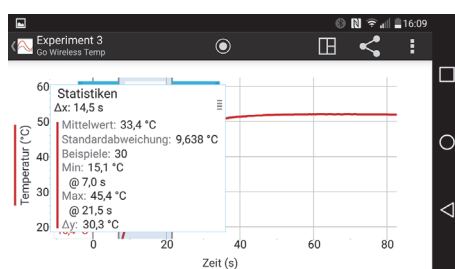 16:09
Experiment 3
Go Wireless Temp
Statistiken
Δx: 14,5 s
Mittelwert: 33,4 °C
Standardabweichung: 9,638 °C
Beispiele: 30
Min: 15,1 °C
@ 7,0 s
Max: 45,4 °C
@ 21,5 s
Δy: 30,3 °C
Temperatur (°C)
60
50
40
30
20
0 20 40 60 80
Zeit (s)